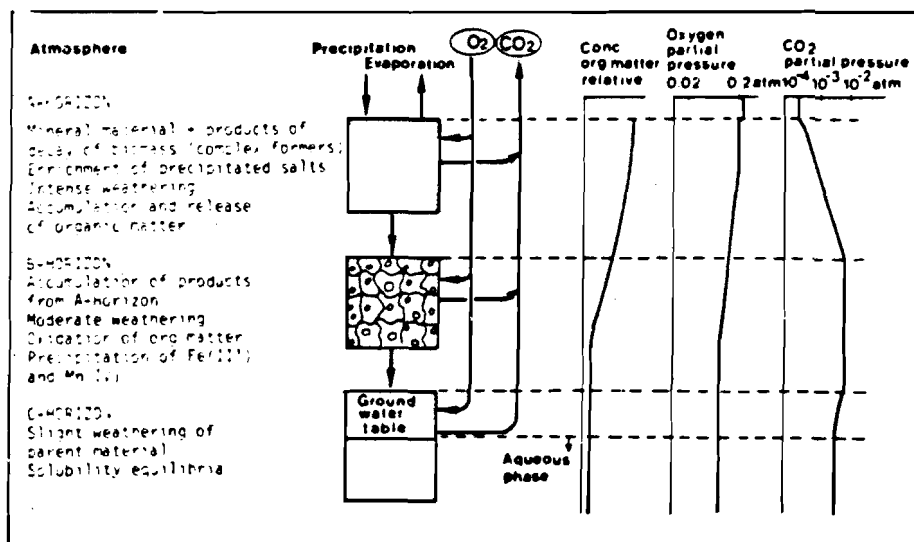 Atmosphere
Precipitation
Evaporation
O2
CO2
Conc
org matter
relative
Oxygen
partial
pressure
0.02 0.2 atm
CO2
partial pressure
10-4 10-3 10-2 atm
A-HORIZON
Mineral material + products of
decay of biomass (complex formers)
Enrichment of precipitated salts
Intense weathering
Accumulation and release
of organic matter
B-HORIZON
Accumulation of products
from A-horizon
Moderate weathering
Oxidation of org matter
Precipitation of Fe(III)
and Mn
C-HORIZON
Slight weathering of
parent material
Solubility equilibria
Ground
water
table
Aqueous
phase